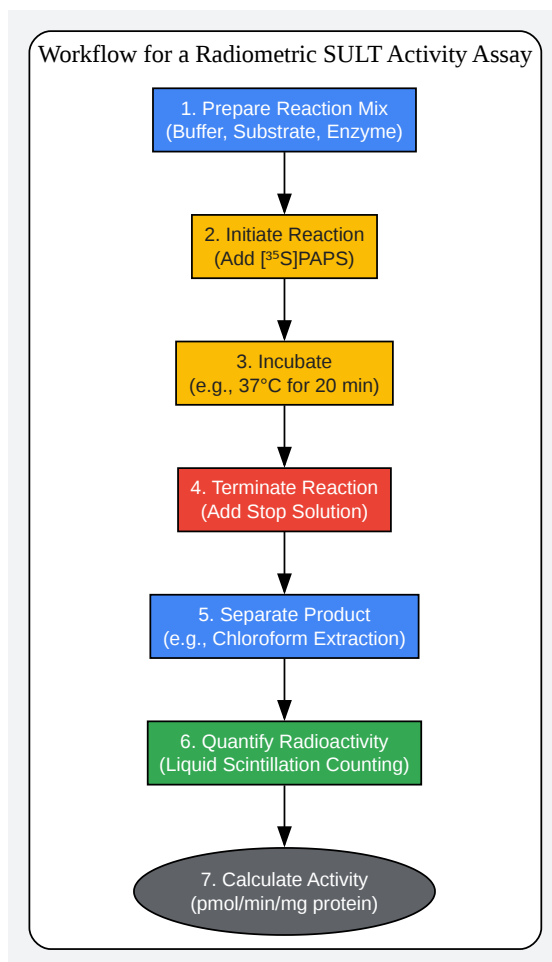 Workflow for a Radiometric SULT Activity Assay
1. Prepare Reaction Mix
(Buffer, Substrate, Enzyme)
2. Initiate Reaction
(Add [³⁵S]PAPS)
3. Incubate
(e.g., 37°C for 20 min)
4. Terminate Reaction
(Add Stop Solution)
5. Separate Product
(e.g., Chloroform Extraction)
6. Quantify Radioactivity
(Liquid Scintillation Counting)
7. Calculate Activity
(pmol/min/mg protein)